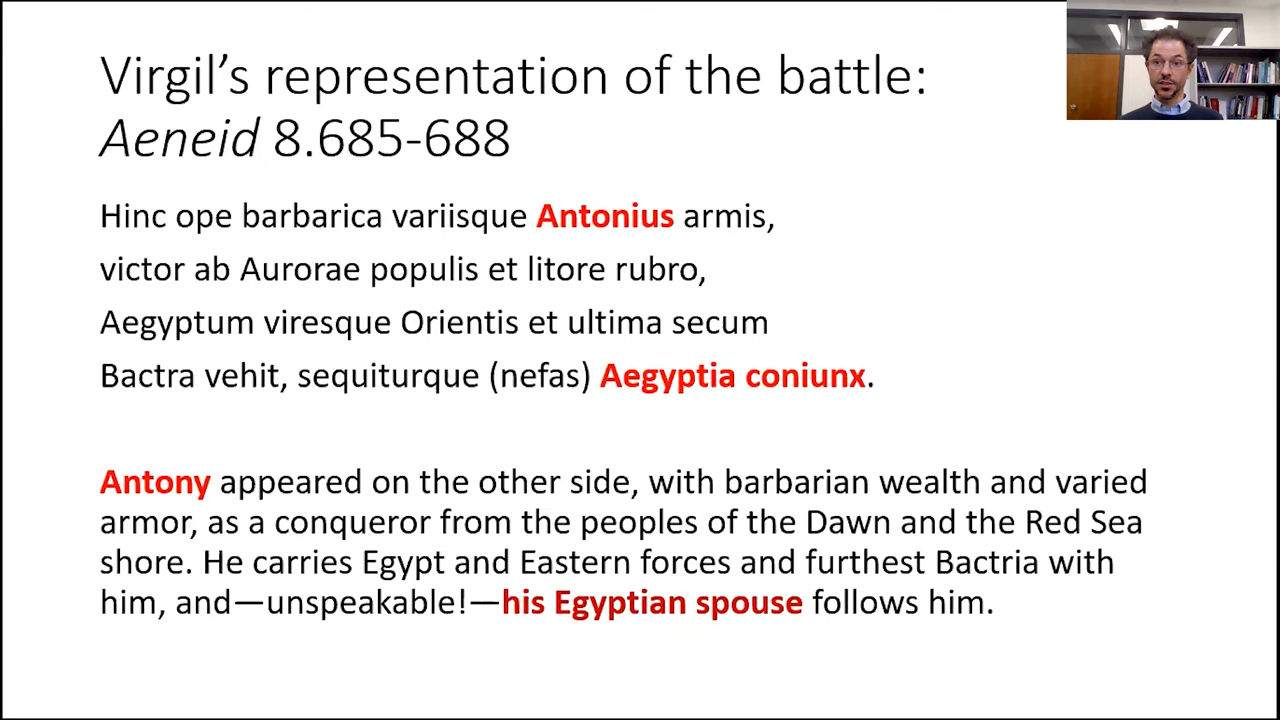 Virgil's representation of the battle:
Aeneid 8.685-688
Hinc ope barbarica variisque Antonius armis,
victor ab Aurorae populis et litore rubro,
Aegyptum viresque Orientis et ultima secum
Bactra vehit, sequiturque (nefas) Aegyptia coniunx.
Antony appeared on the other side, with barbarian wealth and varied
armor, as a conqueror from the peoples of the Dawn and the Red Sea
shore. He carries Egypt and Eastern forces and furthest Bactria with
him, and—unspeakable!—his Egyptian spouse follows him.